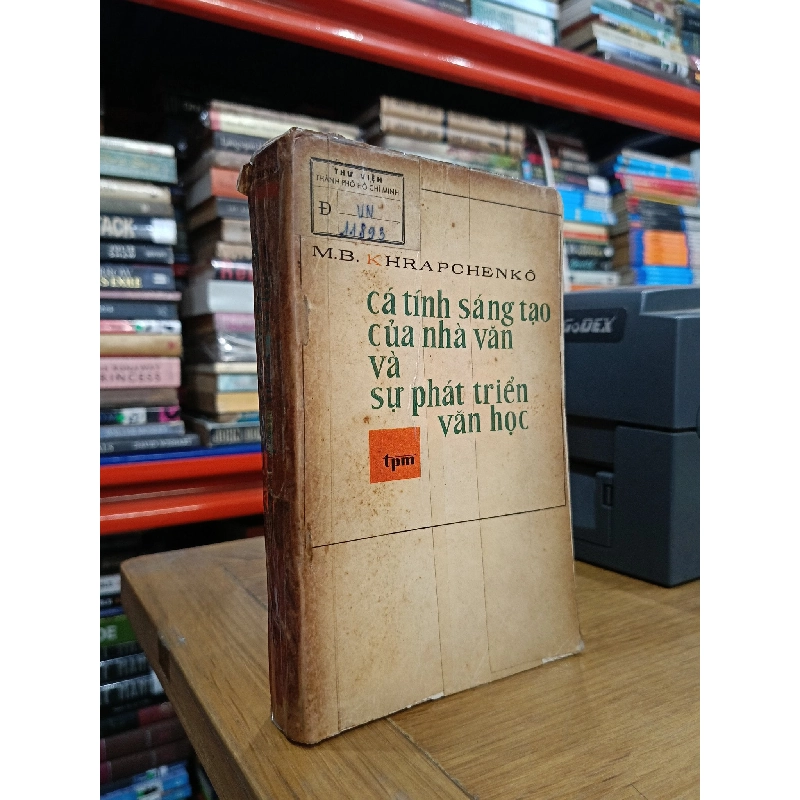 THƯ VIỆN
THÀNH PHỐ HỒ CHÍ MINH
Đ VN
11893
M.B. KHRAPCHENKÔ
cá tính sáng tạo
của nhà văn
và
sự phát triển
văn học
tpm
GODEX